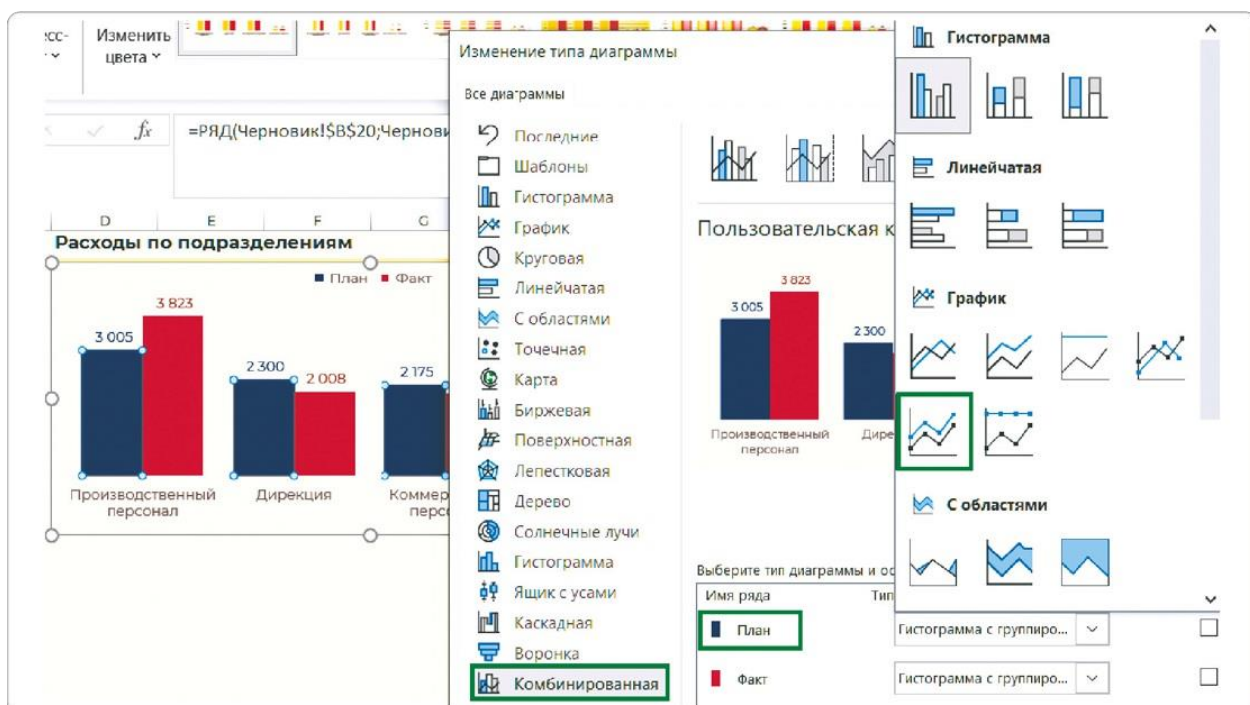 есс-
Изменить
цвета
Изменение типа диаграммы
Все диаграммы
fx
=РЯД(Черновик!$B$20;Чернови
D E F G
Расходы по подразделениям
План Факт
3 005
3 823
2 300
2 008
2 175
Производственный
персонал
Дирекция
Коммер
персо
Последние
Шаблоны
Гистограмма
График
Круговая
Линейчатая
С областями
Точечная
Карта
Биржевая
Поверхностная
Лепестковая
Дерево
Солнечные лучи
Гистограмма
Ящик с усами
Каскадная
Воронка
Комбинированная
Пользовательская к
3 005
3 823
2 300
Производственный
персонал
Дире
Выберите тип диаграммы и ос
Имя ряда Тип
План Гистограмма с группиро...
Факт Гистограмма с группиро...
Гистограмма
Линейчатая
График
С областями